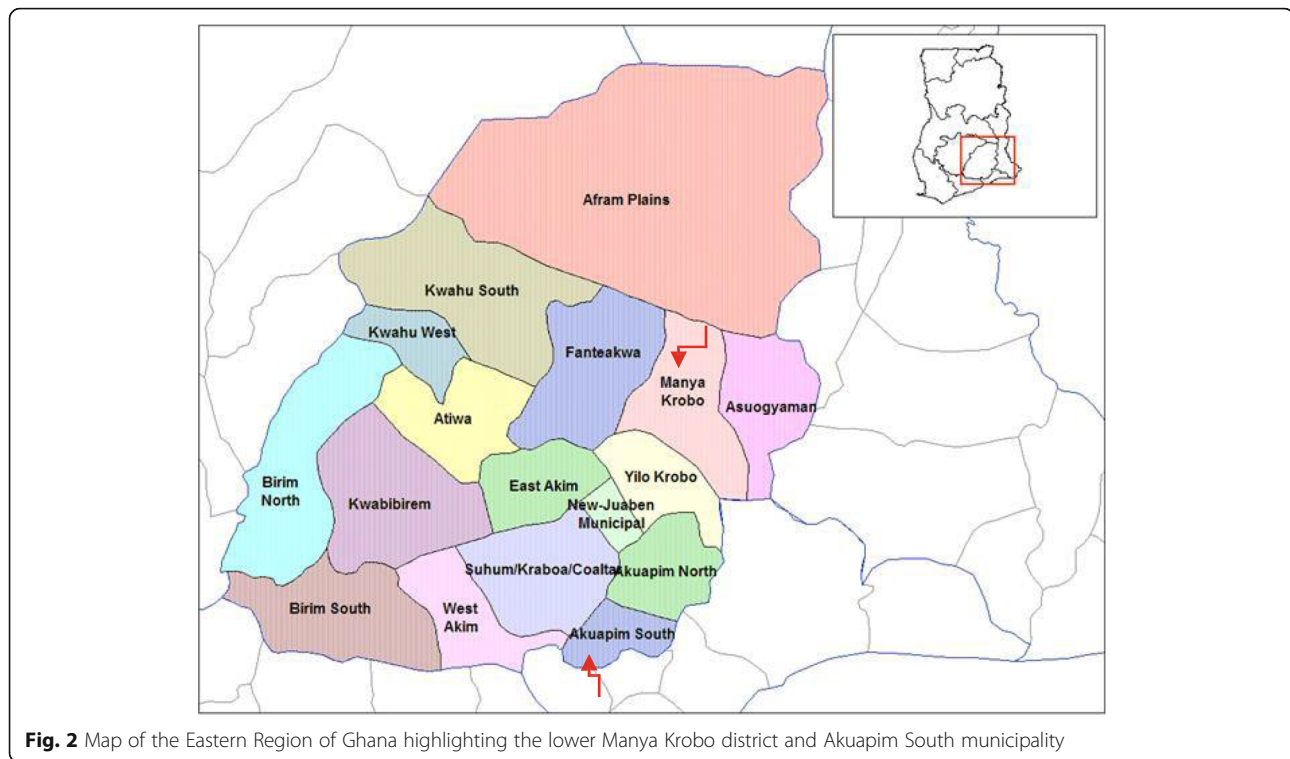 Afram Plains
Kwahu South
Kwahu West
Fanteakwa
Manya
Krobo
Asuogyaman
Atiwa
Birim
North
Kwabibirem
East Akim
Yilo Krobo
New-Juaben
Municipal
Suhum/Kraboa/Coaltar
Akuapim North
Birim South
West
Akim
Akuapim South
Fig. 2 Map of the Eastern Region of Ghana highlighting the lower Manya Krobo district and Akuapim South municipality